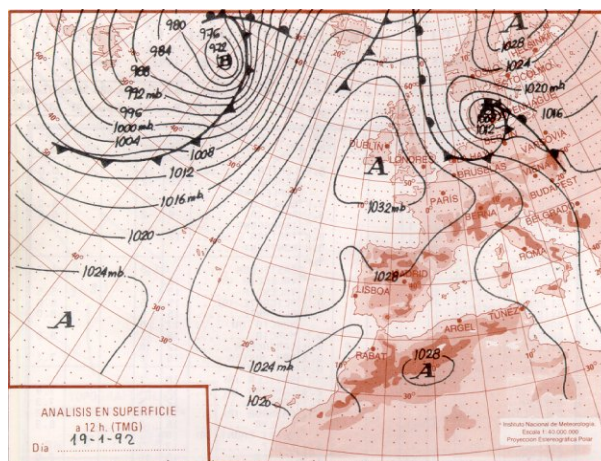 980
976
972
984
B
988
992 mb
996
1000 mb
1004
1008
1012
1016 mb
1020
1024 mb
A
A
1028
HELSINKI
OSLO
ESTOCOLMO
1024
1020 mb
1016
1012
DUBLIN
LONDRES
A
1032 mb
BRUSELAS
PARIS
BERNA
VARSOVIA
VIENA
BUDAPEST
BELGRADO
ROMA
1028
MADRID
LISBOA
ARGEL
TUNEZ
RABAT
1028
A
1024 mb
1020
ANALISIS EN SUPERFICIE
a 12 h. (TMG)
Día 19-1-92
Instituto Nacional de Meteorología
Proyección Estereográfica Polar